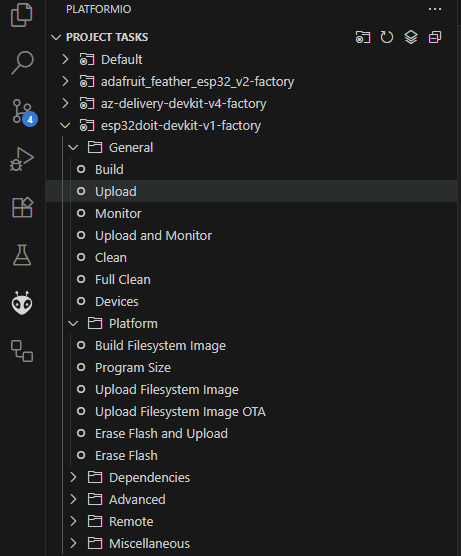 PLATFORMIO
PROJECT TASKS
Default
adafruit_feather_esp32_v2-factory
az-delivery-devkit-v4-factory
esp32doit-devkit-v1-factory
General
Build
Upload
Monitor
Upload and Monitor
Clean
Full Clean
Devices
Platform
Build Filesystem Image
Program Size
Upload Filesystem Image
Upload Filesystem Image OTA
Erase Flash and Upload
Erase Flash
Dependencies
Advanced
Remote
Miscellaneous
4